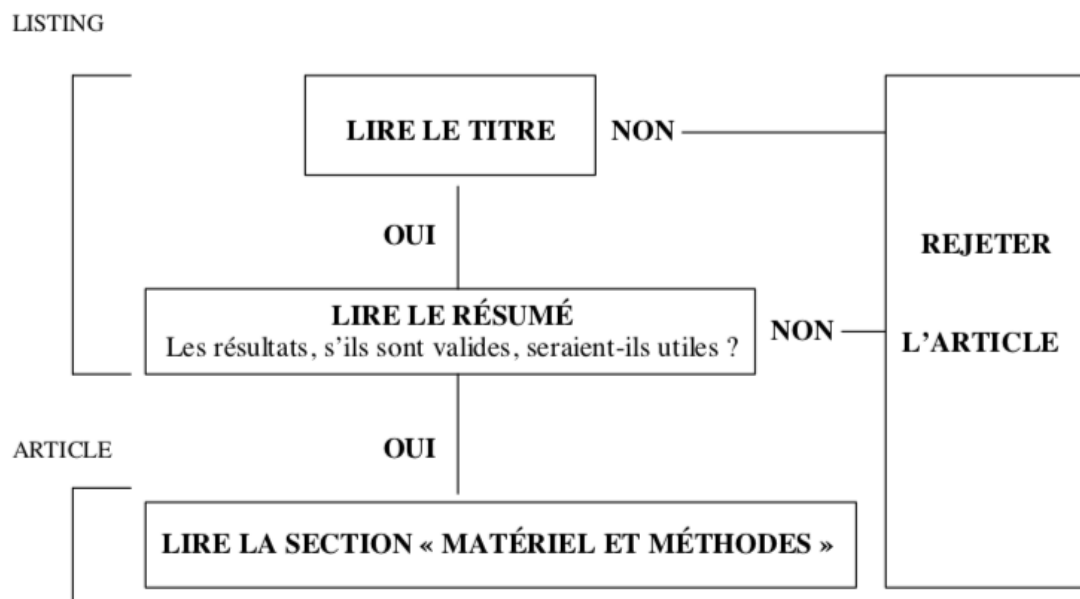 LISTING
LIRE LE TITRE
NON
OUI
REJETER
LIRE LE RÉSUMÉ
Les résultats, s'ils sont valides, seraient-ils utiles ?
NON
L'ARTICLE
ARTICLE
OUI
LIRE LA SECTION « MATÉRIEL ET MÉTHODES »